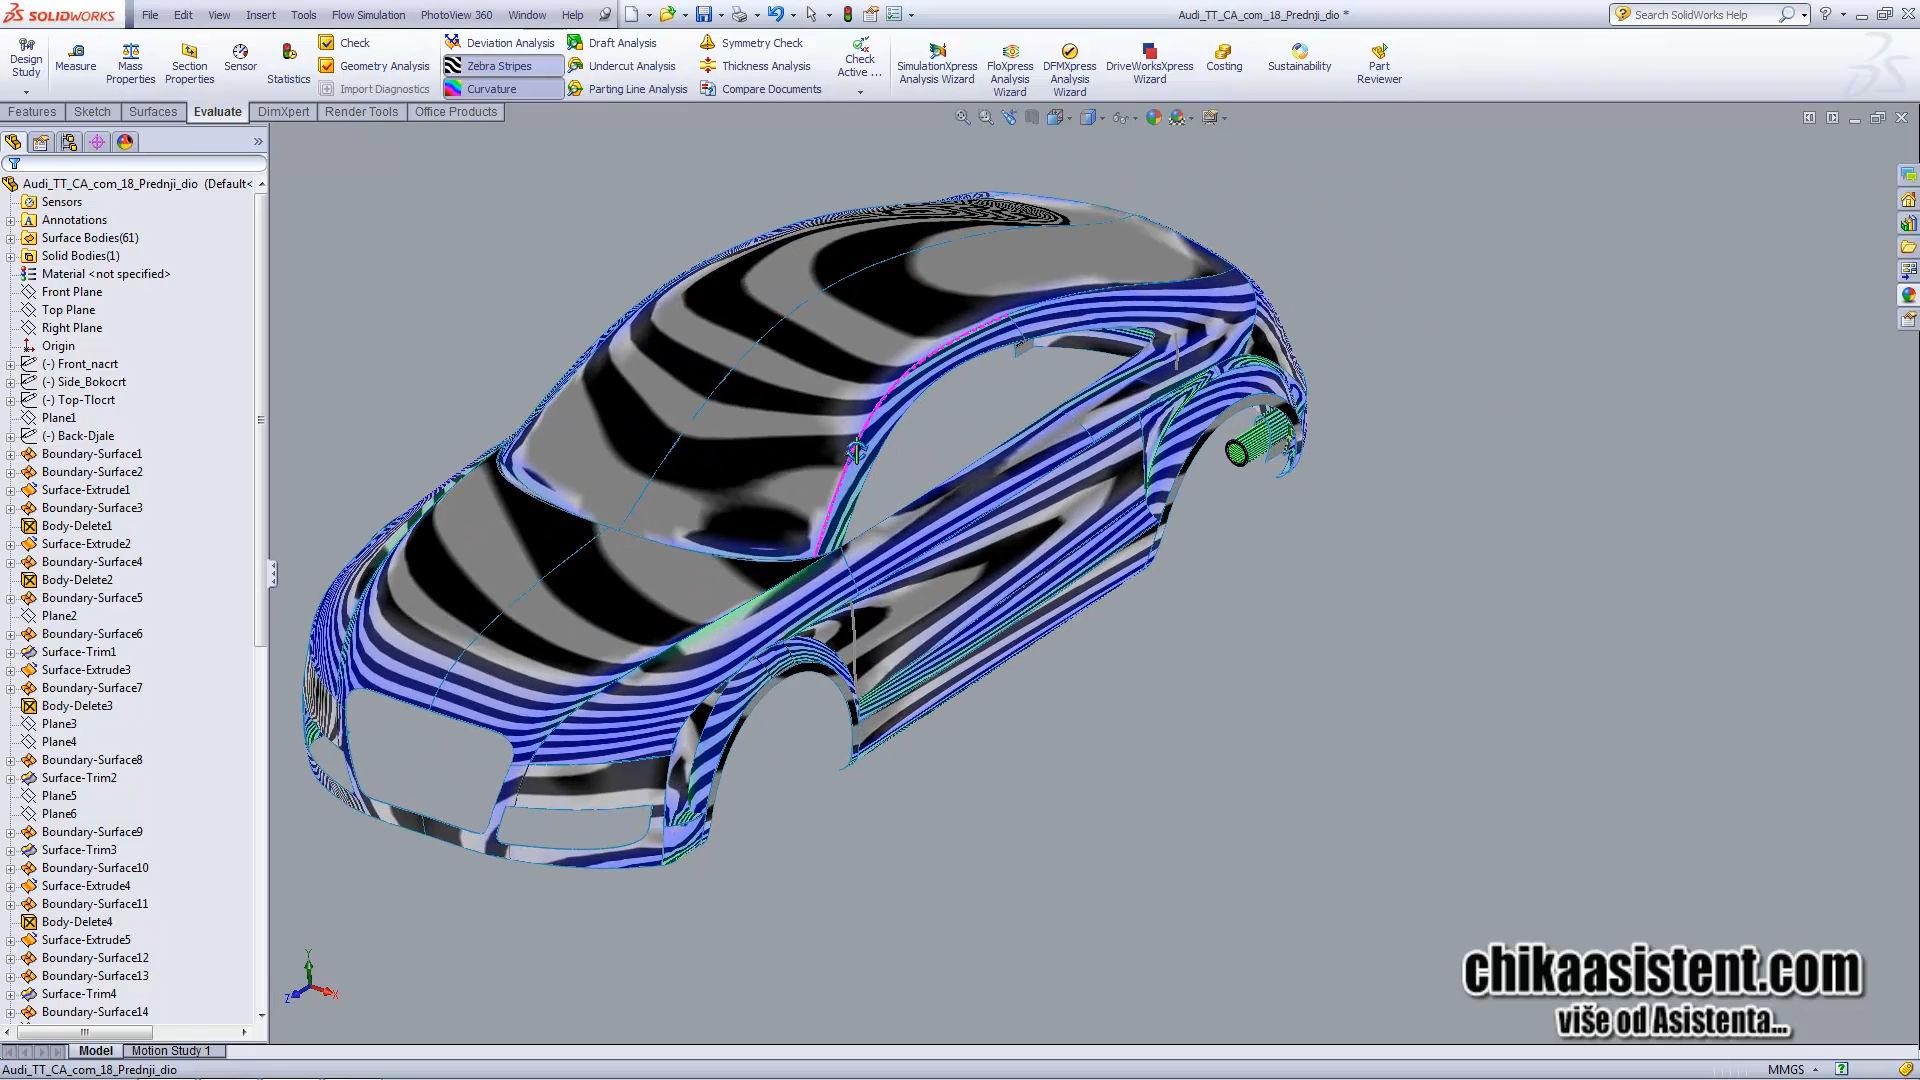 SOLIDWORKS File Edit View Insert Tools Flow Simulation PhotoView 360 Window Help Audi_TT_CA_com_18_Prednji_dio * Search SolidWorks Help
Design Study
Measure
Mass Properties
Section Properties
Sensor
Statistics
Check
Geometry Analysis
Import Diagnostics
Deviation Analysis
Zebra Stripes
Curvature
Draft Analysis
Undercut Analysis
Parting Line Analysis
Symmetry Check
Thickness Analysis
Compare Documents
Check Active ...
SimulationXpress Analysis Wizard
FloXpress Analysis Wizard
DFMXpress Analysis Wizard
DriveWorksXpress Wizard
Costing
Sustainability
Part Reviewer
Features Sketch Surfaces Evaluate DimXpert Render Tools Office Products
Audi_TT_CA_com_18_Prednji_dio (Default<
Sensors
Annotations
Surface Bodies(61)
Solid Bodies(1)
Material <not specified>
Front Plane
Top Plane
Right Plane
Origin
(-) Front_nacrt
(-) Side_Bokocrt
(-) Top-Tlocrt
Plane1
(-) Back-Djale
Boundary-Surface1
Boundary-Surface2
Surface-Extrude1
Boundary-Surface3
Body-Delete1
Surface-Extrude2
Boundary-Surface4
Body-Delete2
Boundary-Surface5
Plane2
Boundary-Surface6
Surface-Trim1
Surface-Extrude3
Boundary-Surface7
Body-Delete3
Plane3
Plane4
Boundary-Surface8
Surface-Trim2
Plane5
Plane6
Boundary-Surface9
Surface-Trim3
Boundary-Surface10
Surface-Extrude4
Boundary-Surface11
Body-Delete4
Surface-Extrude5
Boundary-Surface12
Boundary-Surface13
Surface-Trim4
Boundary-Surface14
Y
Z
X
chikaasistent.com
više od Asistenta...
Model Motion Study 1
Audi_TT_CA_com_18_Prednji_dio MMGS